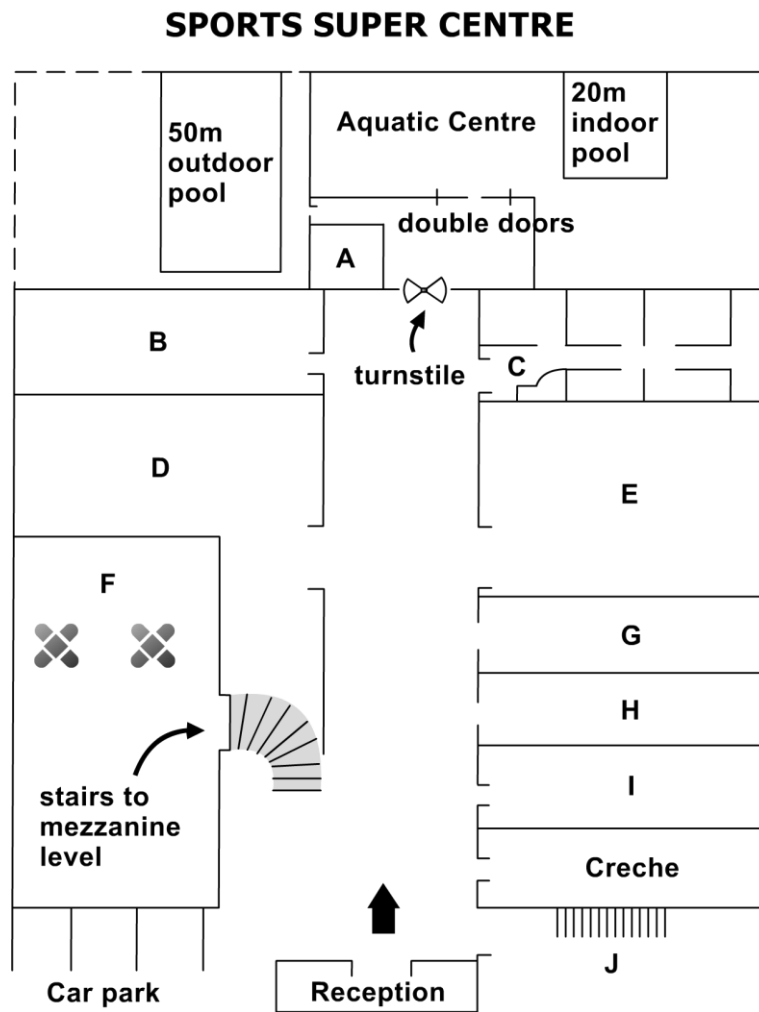 SPORTS SUPER CENTRE
50m
outdoor
pool
Aquatic Centre
20m
indoor
pool
double doors
A
B
turnstile
C
D
E
F
G
H
stairs to
mezzanine
level
I
Creche
J
Car park
Reception